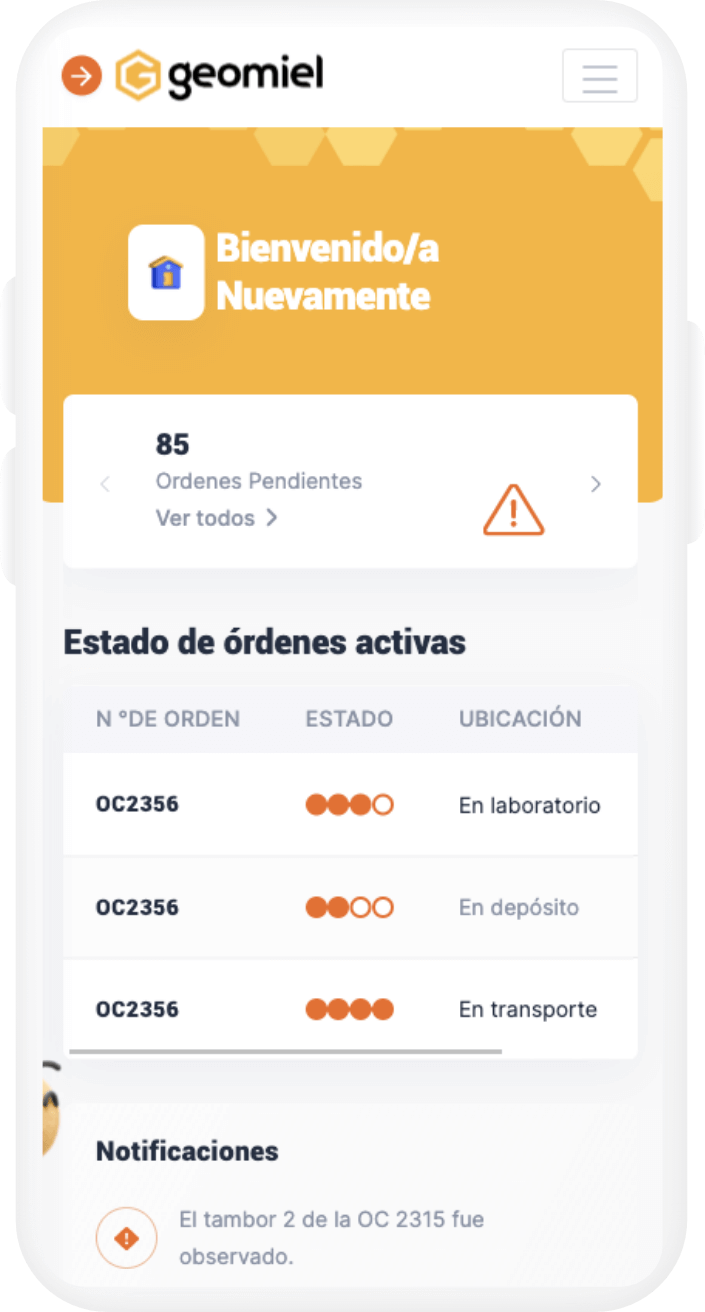 geomiel
Bienvenido/a
Nuevamente
85
Ordenes Pendientes
Ver todos
Estado de órdenes activas
N °DE ORDEN ESTADO UBICACIÓN
OC2356 En laboratorio
OC2356 En depósito
OC2356 En transporte
Notificaciones
El tambor 2 de la OC 2315 fue
observado.